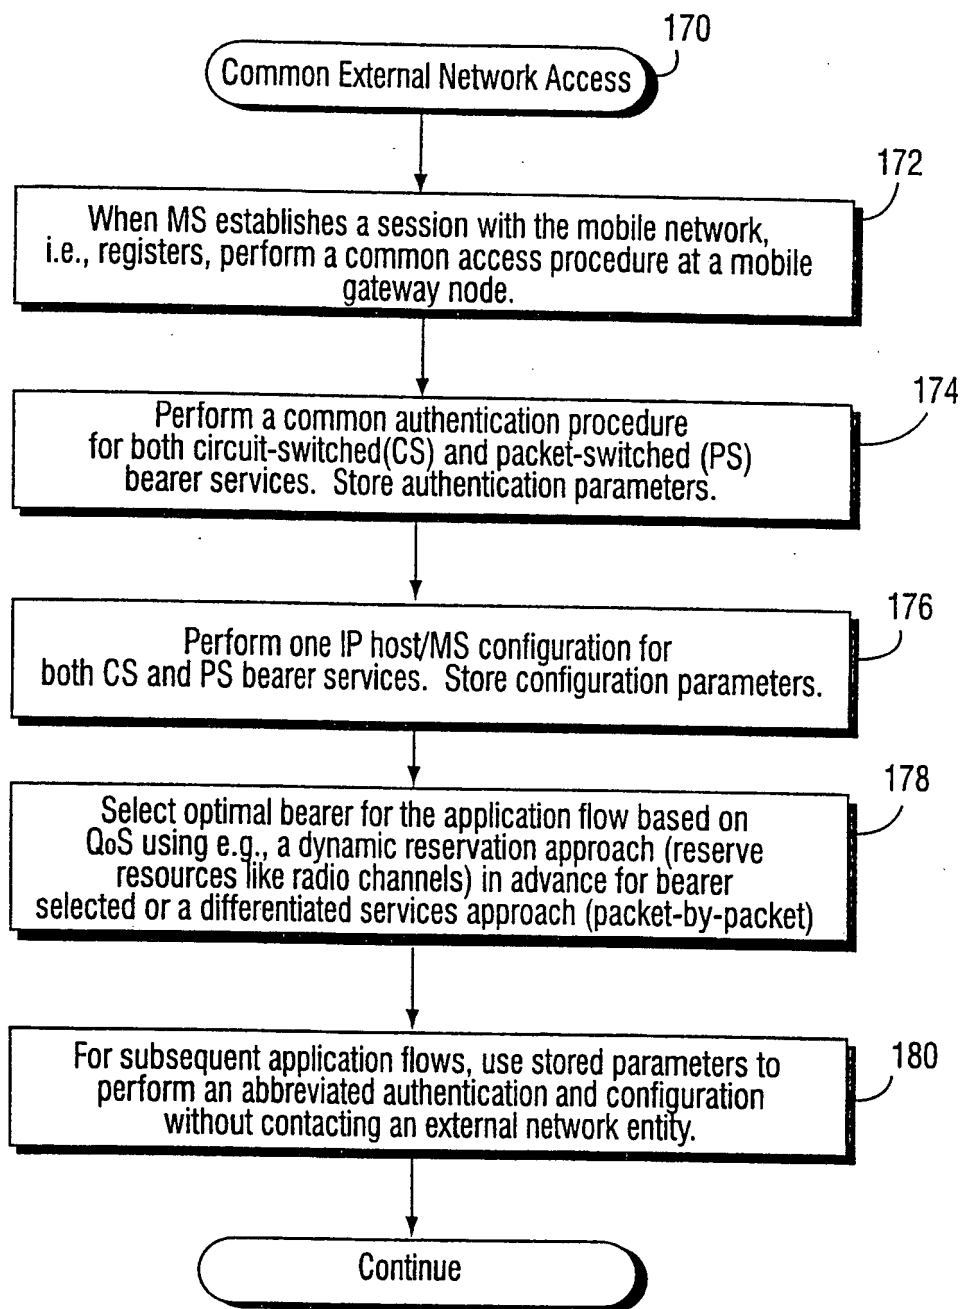 170
Common External Network Access
172
When MS establishes a session with the mobile network,
i.e., registers, perform a common access procedure at a mobile
gateway node.
174
Perform a common authentication procedure
for both circuit-switched(CS) and packet-switched (PS)
bearer services. Store authentication parameters.
176
Perform one IP host/MS configuration for
both CS and PS bearer services. Store configuration parameters.
178
Select optimal bearer for the application flow based on
QoS using e.g., a dynamic reservation approach (reserve
resources like radio channels) in advance for bearer
selected or a differentiated services approach (packet-by-packet)
180
For subsequent application flows, use stored parameters to
perform an abbreviated authentication and configuration
without contacting an external network entity.
Continue